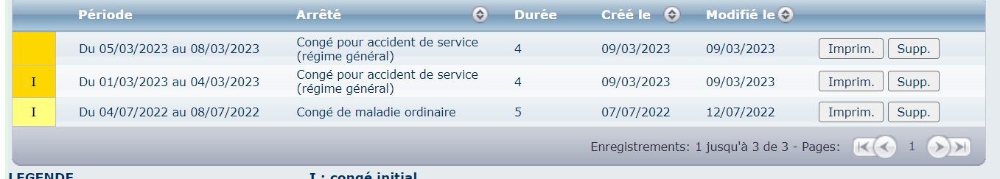 Période Arrêté Durée Créé le Modifié le
Du 05/03/2023 au 08/03/2023 Congé pour accident de service (régime général) 4 09/03/2023 09/03/2023 Imprim. Supp.
I Du 01/03/2023 au 04/03/2023 Congé pour accident de service (régime général) 4 09/03/2023 09/03/2023 Imprim. Supp.
I Du 04/07/2022 au 08/07/2022 Congé de maladie ordinaire 5 07/07/2022 12/07/2022 Imprim. Supp.
Enregistrements: 1 jusqu'à 3 de 3 - Pages: 1
LEGENDE I : congé initial